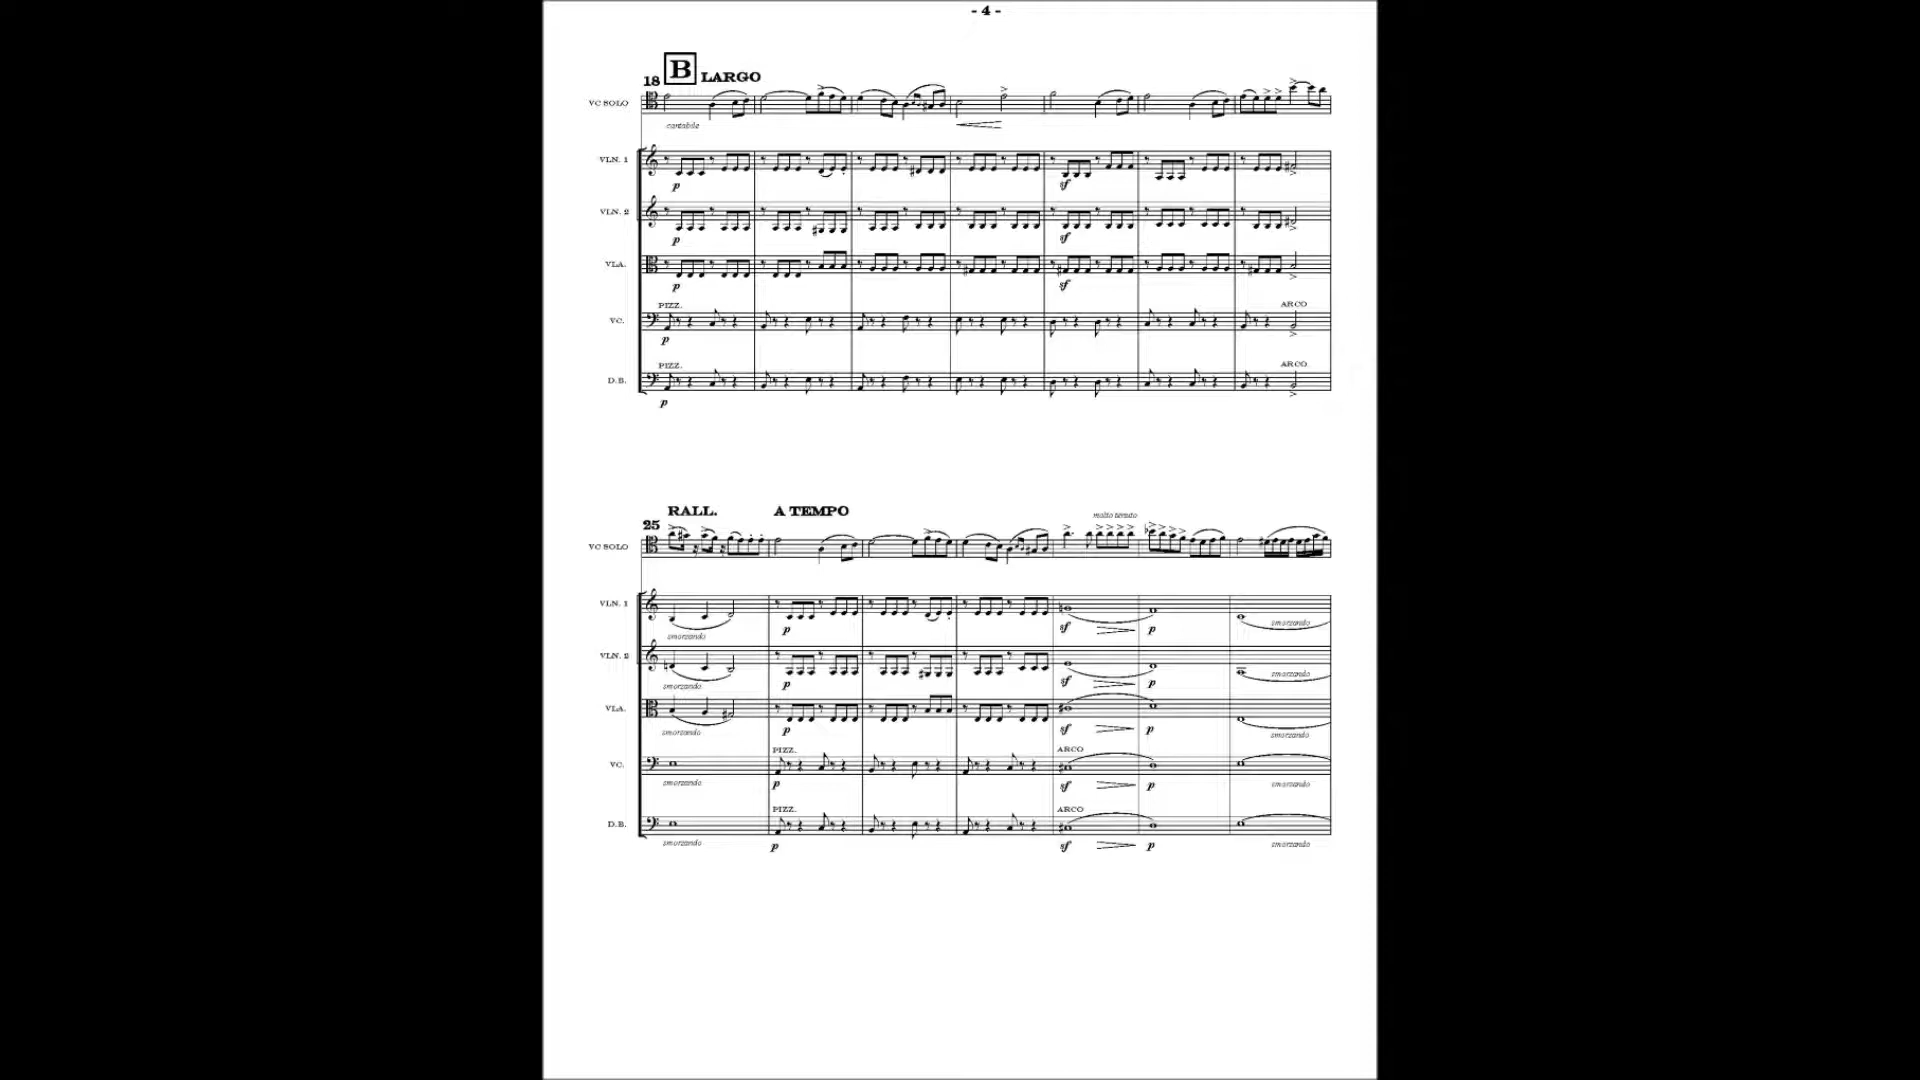 - 4 -
18 B LARGO
VC SOLO
cantabile
VLN. 1
p sf
VLN. 2
p sf
VLA.
p sf
PIZZ. ARCO
VC.
p
PIZZ. ARCO
D.B.
p
RALL. A TEMPO
25 molto tenuto
VC SOLO
VLN. 1
smorzando p sf p smorzando
VLN. 2
smorzando p sf p smorzando
VLA.
smorzando p sf p smorzando
PIZZ. ARCO
VC.
smorzando p sf p smorzando
PIZZ. ARCO
D.B.
smorzando p sf p smorzando